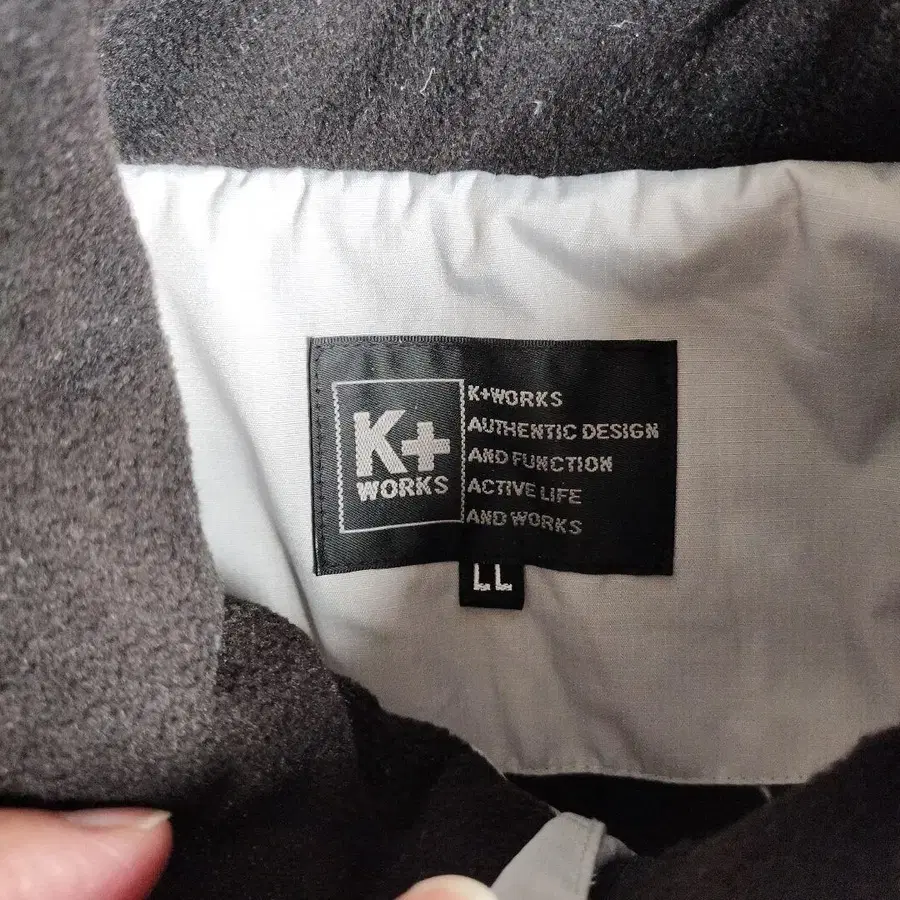 K+
WORKS
K+WORKS
AUTHENTIC DESIGN
AND FUNCTION
ACTIVE LIFE
AND WORKS
LL